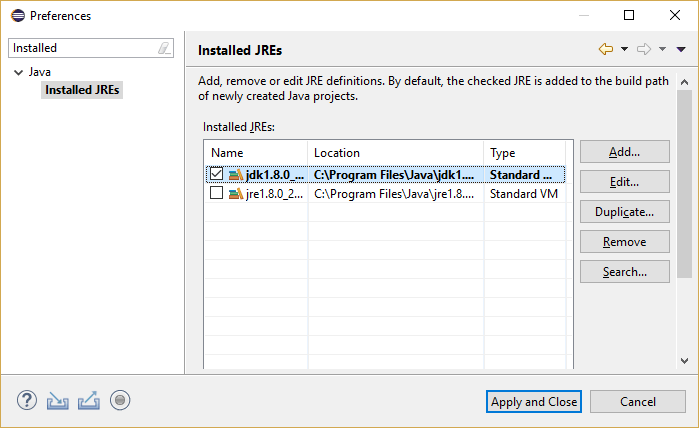 Preferences
Installed
Installed JREs
Java
Installed JREs
Add, remove or edit JRE definitions. By default, the checked JRE is added to the build path
of newly created Java projects.
Installed JREs:
Name Location Type
jdk1.8.0_... C:\Program Files\Java\jdk1.... Standard ...
jre1.8.0_2... C:\Program Files\Java\jre1.8.... Standard VM
Add...
Edit...
Duplicate...
Remove
Search...
Apply and Close
Cancel